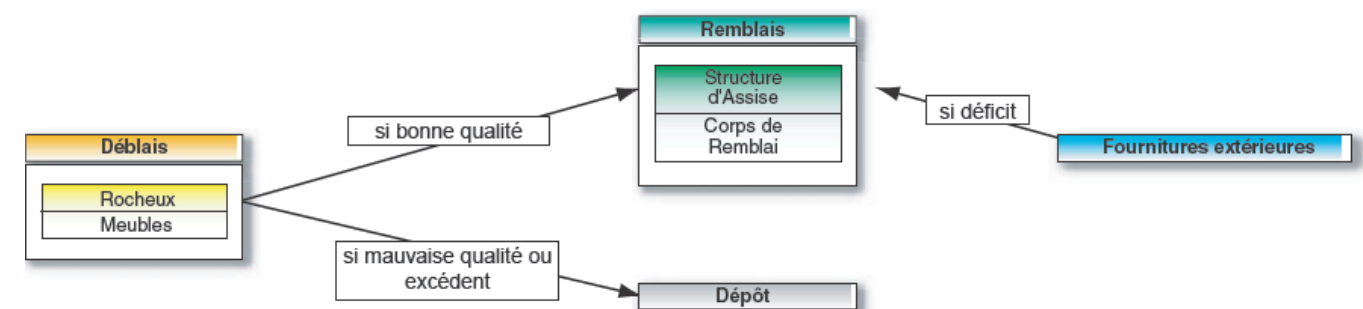 Remblais
Structure
d'Assise
Corps de
Remblai
si bonne qualité
si déficit
Fournitures extérieures
Déblais
Rocheux
Meubles
si mauvaise qualité ou
excédent
Dépôt